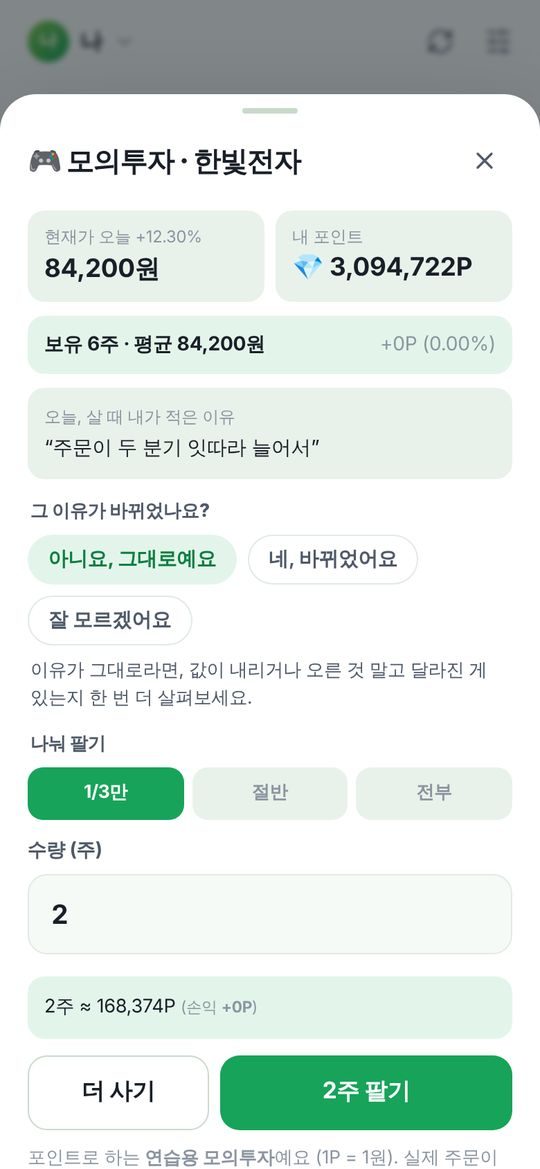 나 나
모의투자 · 한빛전자
현재가 오늘 +12.30%
84,200원
내 포인트
3,094,722P
보유 6주 · 평균 84,200원
+0P (0.00%)
오늘, 살 때 내가 적은 이유
“주문이 두 분기 잇따라 늘어서”
그 이유가 바뀌었나요?
아니요, 그대로예요
네, 바뀌었어요
잘 모르겠어요
이유가 그대로라면, 값이 내리거나 오른 것 말고 달라진 게
있는지 한 번 더 살펴보세요.
나눠 팔기
1/3만
절반
전부
수량 (주)
2
2주 ≈ 168,374P (손익 +0P)
더 사기
2주 팔기
포인트로 하는 연습용 모의투자예요 (1P = 1원). 실제 주문이